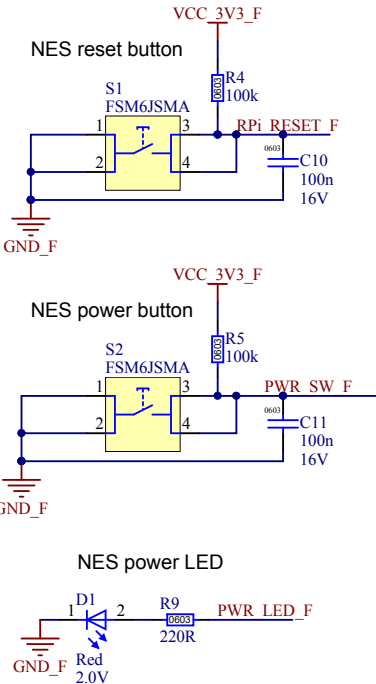 VCC_3V3_F
NES reset button
R4
0603
100k
S1
FSM6JSMA
1
3
RPi_RESET_F
2
4
0603
C10
100n
16V
GND_F
VCC_3V3_F
NES power button
R5
0603
100k
S2
FSM6JSMA
1
3
PWR_SW_F
2
4
0603
C11
100n
16V
GND_F
NES power LED
D1
1
2
R9
0603
220R
PWR_LED_F
GND_F
Red
2.0V